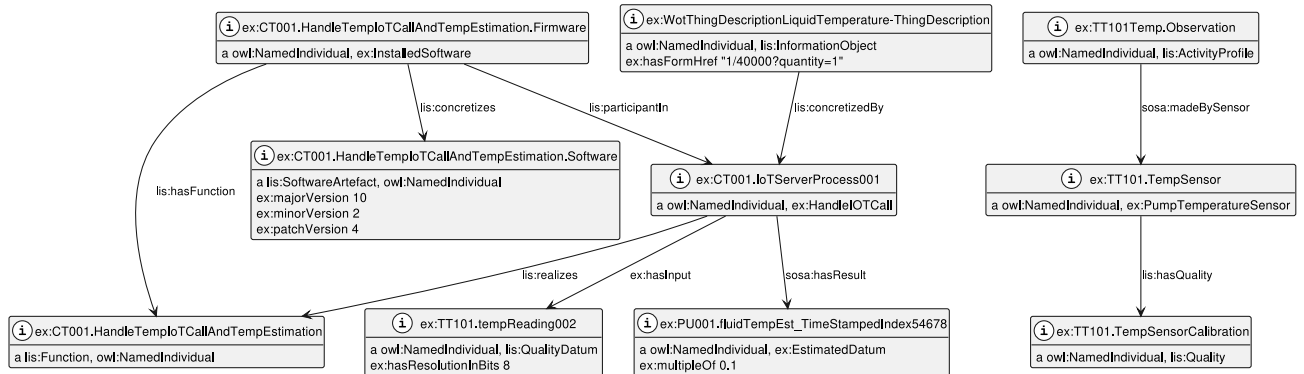 i ex:CT001.HandleTempIoTCallAndTempEstimation.Firmware
a owl:NamedIndividual, ex:InstalledSoftware
i ex:WotThingDescriptionLiquidTemperature-ThingDescription
a owl:NamedIndividual, lis:InformationObject
ex:hasFormHref "1/40000?quantity=1"
i ex:TT101Temp.Observation
a owl:NamedIndividual, lis:ActivityProfile
lis:concretizes
lis:participantIn
lis:concretizedBy
sosa:madeBySensor
i ex:CT001.HandleTempIoTCallAndTempEstimation.Software
a lis:SoftwareArtefact, owl:NamedIndividual
ex:majorVersion 10
ex:minorVersion 2
ex:patchVersion 4
i ex:CT001.IoTServerProcess001
a owl:NamedIndividual, ex:HandleIOTCall
i ex:TT101.TempSensor
a owl:NamedIndividual, ex:PumpTemperatureSensor
lis:hasFunction
lis:realizes
ex:hasInput
sosa:hasResult
lis:hasQuality
i ex:CT001.HandleTempIoTCallAndTempEstimation
a lis:Function, owl:NamedIndividual
i ex:TT101.tempReading002
a owl:NamedIndividual, lis:QualityDatum
ex:hasResolutionInBits 8
i ex:PU001.fluidTempEst_TimeStampedIndex54678
a owl:NamedIndividual, ex:EstimatedDatum
ex:multipleOf 0.1
i ex:TT101.TempSensorCalibration
a owl:NamedIndividual, lis:Quality